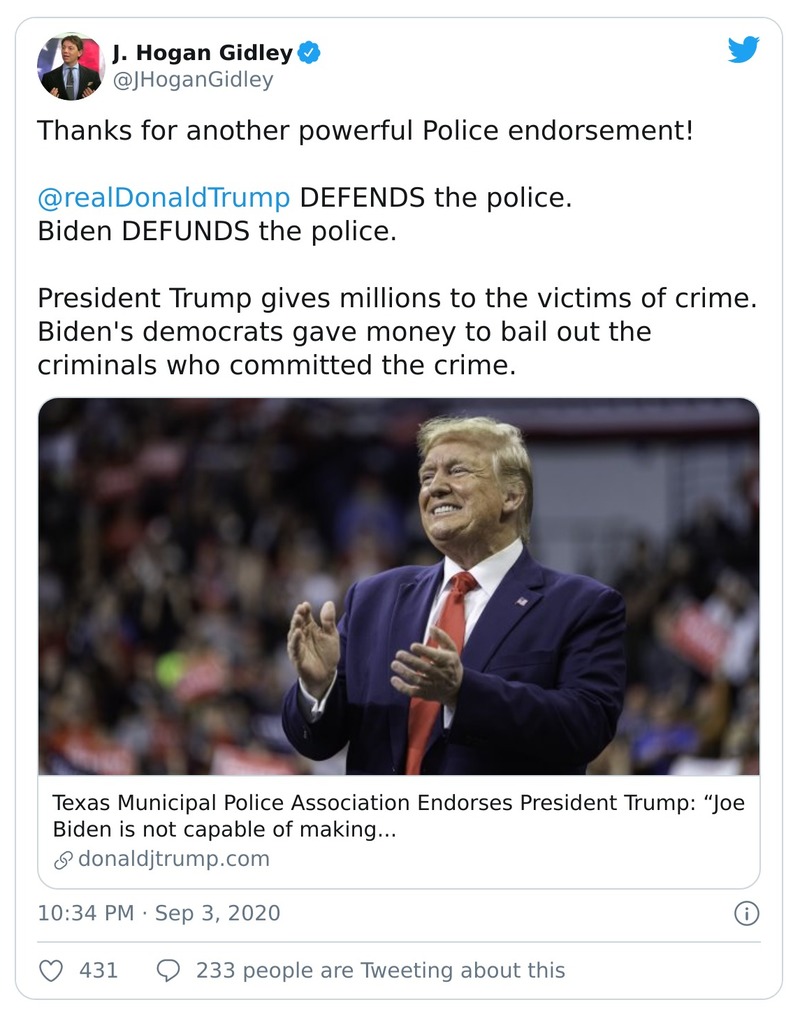 J. Hogan Gidley
@JHoganGidley
Thanks for another powerful Police endorsement!
@realDonaldTrump DEFENDS the police.
Biden DEFUNDS the police.
President Trump gives millions to the victims of crime.
Biden's democrats gave money to bail out the
criminals who committed the crime.
Texas Municipal Police Association Endorses President Trump: “Joe
Biden is not capable of making...
donaldjtrump.com
10:34 PM · Sep 3, 2020
431
233 people are Tweeting about this